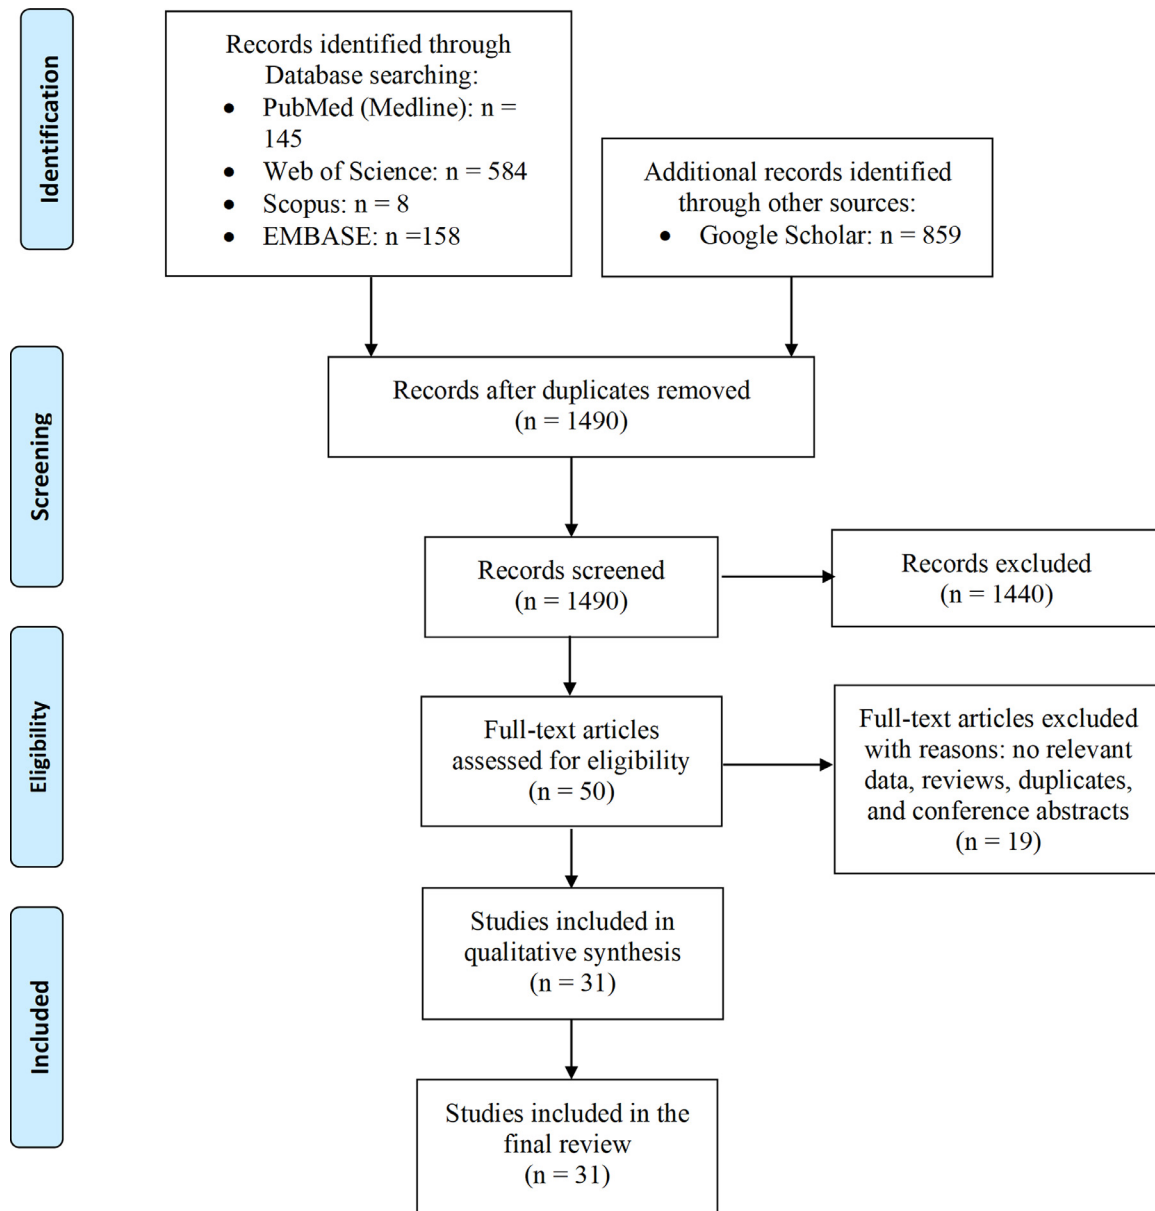 Identification
Records identified through
Database searching:
• PubMed (Medline): n =
145
• Web of Science: n = 584
• Scopus: n = 8
• EMBASE: n =158
Additional records identified
through other sources:
• Google Scholar: n = 859
Screening
Records after duplicates removed
(n = 1490)
Records screened
(n = 1490)
Records excluded
(n = 1440)
Eligibility
Full-text articles
assessed for eligibility
(n = 50)
Full-text articles excluded
with reasons: no relevant
data, reviews, duplicates,
and conference abstracts
(n = 19)
Included
Studies included in
qualitative synthesis
(n = 31)
Studies included in the
final review
(n = 31)